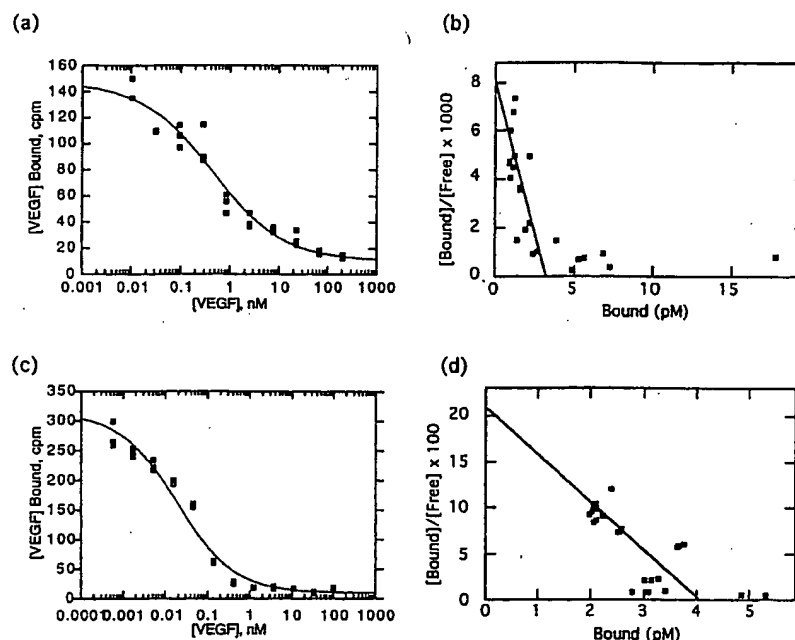 (a)
[VEGF] Bound, cpm
160
140
120
100
80
60
40
20
0
0.001 0.01 0.1 1 10 100 1000
[VEGF], nM
(b)
[Bound]/[Free] x 1000
8
6
4
2
0
0 5 10 15
Bound (pM)
(c)
[VEGF] Bound, cpm
350
300
250
200
150
100
50
0
0.0001 0.001 0.01 0.1 1 10 100 1000
[VEGF], nM
(d)
[Bound]/[Free] x 100
20
15
10
5
0
0 1 2 3 4 5
Bound (pM)